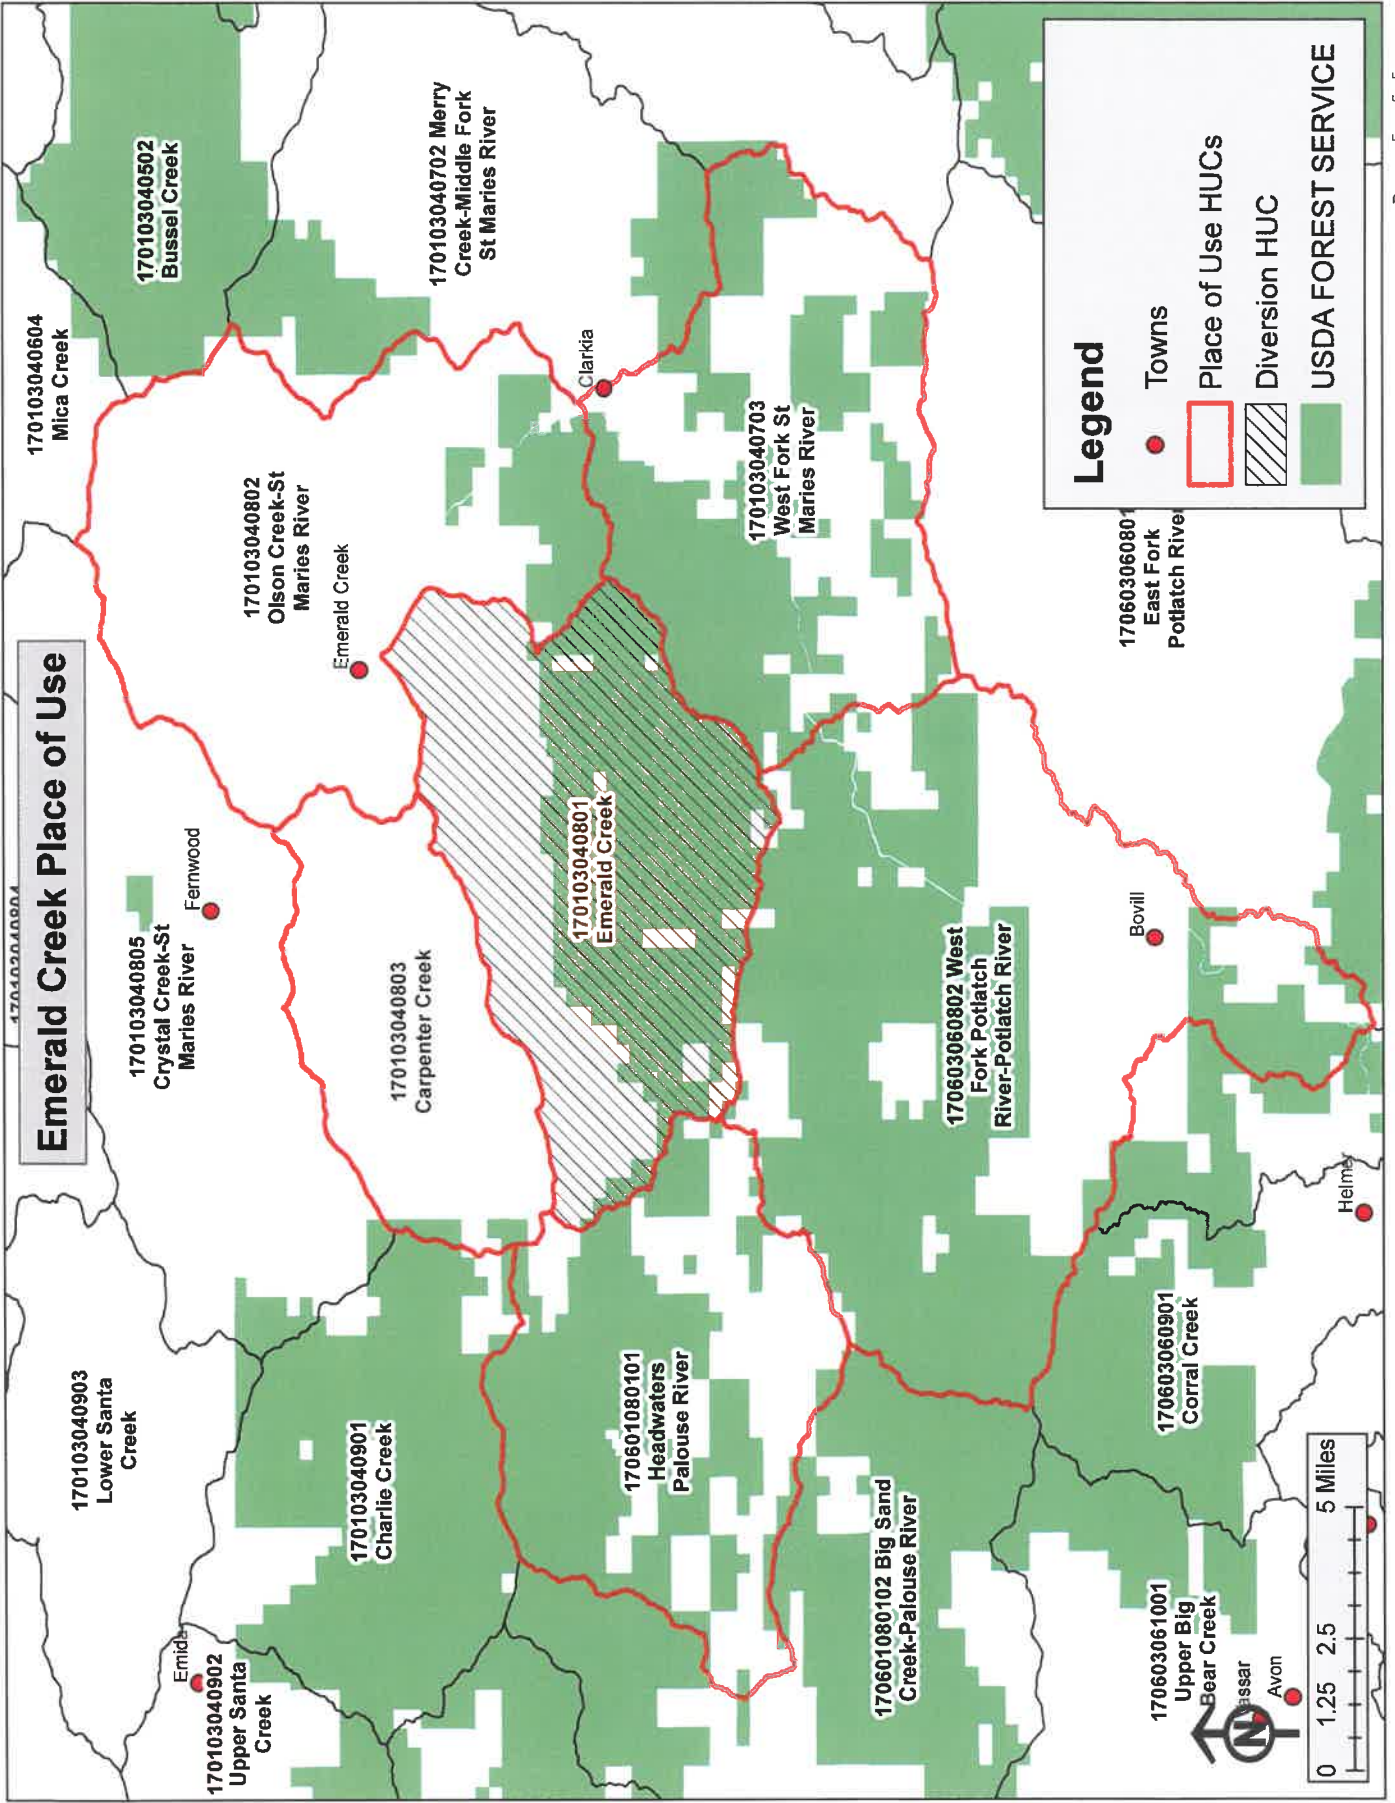 Emerald Creek Place of Use
170103040903
Lower Santa
Creek
170103040805
Crystal Creek-St
Maries River
Fernwood
170103040604
Mica Creek
170103040502
Bussel Creek
Emida
170103040902
Upper Santa
Creek
170103040901
Charlie Creek
170103040803
Carpenter Creek
170103040802
Olson Creek-St
Maries River
Emerald Creek
170103040702 Merry
Creek-Middle Fork
St Maries River
Clarkia
170103040801
Emerald Creek
170601080101
Headwaters
Palouse River
170103040703
West Fork St
Maries River
170601080102 Big Sand
Creek-Palouse River
170603060802 West
Fork Potlatch
River-Potlatch River
Bovill
170603060801
East Fork
Potlatch River
170603060901
Corral Creek
Helmer
170603061001
Upper Big
Bear Creek
assar
Avon
N
0 1.25 2.5 5 Miles
Legend
Towns
Place of Use HUCs
Diversion HUC
USDA FOREST SERVICE